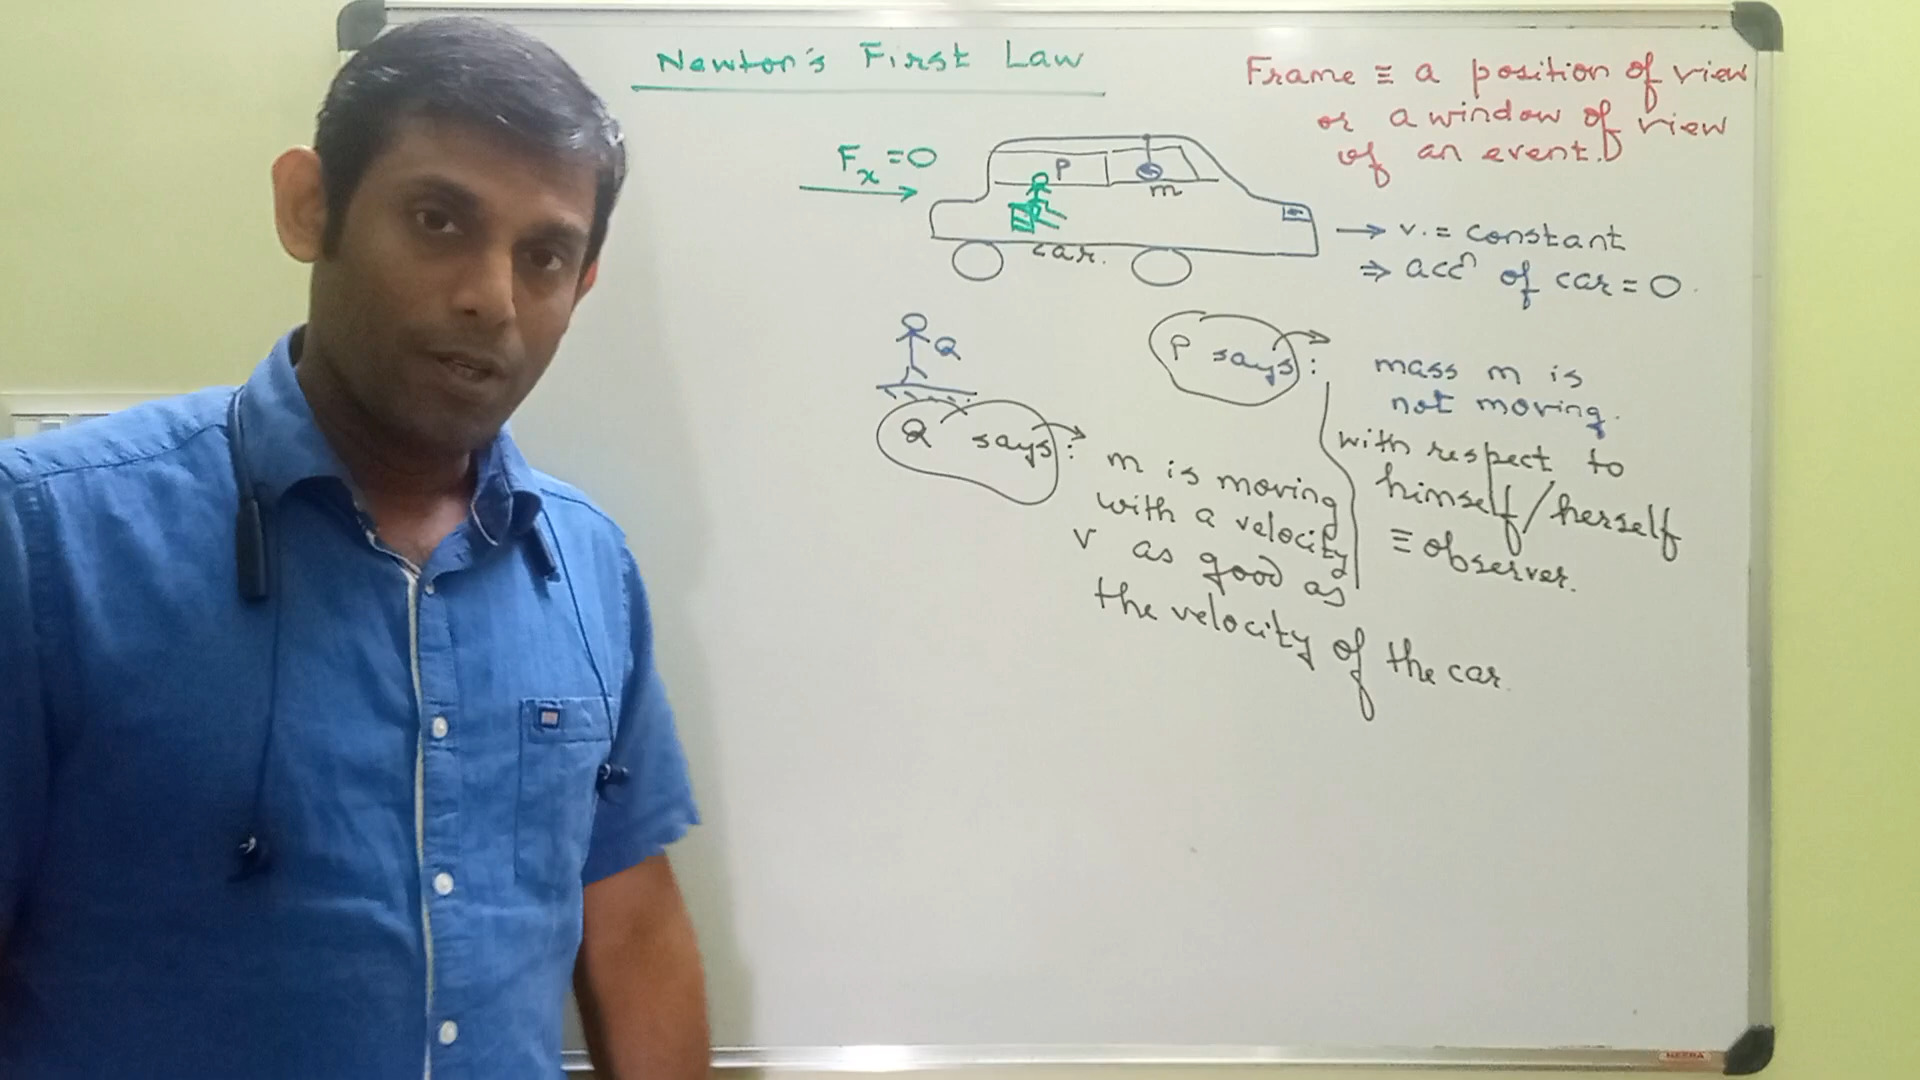 Newton's First Law
Frame ≡ a position of view
or a window of view
of an event.
Fx = 0
P
m
car.
→ v. = constant
⇒ accⁿ of car = 0.
Q
P says:
mass m is
not moving.
with respect to
himself/herself
≡ observer.
Q says:
m is moving
with a velocity
v as good as
the velocity of the car.